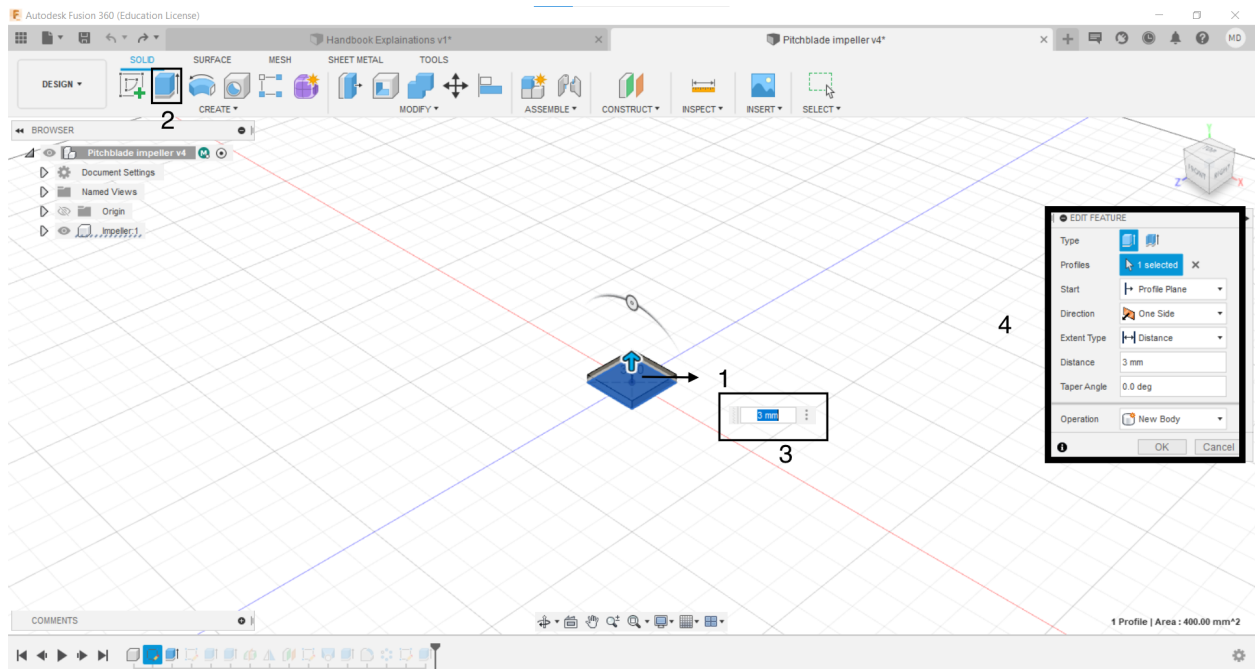 Autodesk Fusion 360 (Education License)
Handbook Explainations v1*
Pitchblade impeller v4*
MD
DESIGN
SOLID
SURFACE
MESH
SHEET METAL
TOOLS
CREATE
MODIFY
ASSEMBLE
CONSTRUCT
INSPECT
INSERT
SELECT
2
BROWSER
Pitchblade impeller v4
Document Settings
Named Views
Origin
Impeller:1
Y
TOP
FRONT
RIGHT
Z
X
EDIT FEATURE
Type
Profiles 1 selected
Start Profile Plane
Direction One Side
Extent Type Distance
Distance 3 mm
Taper Angle 0.0 deg
Operation New Body
OK Cancel
4
1
3 mm
3
COMMENTS
1 Profile | Area : 400.00 mm^2